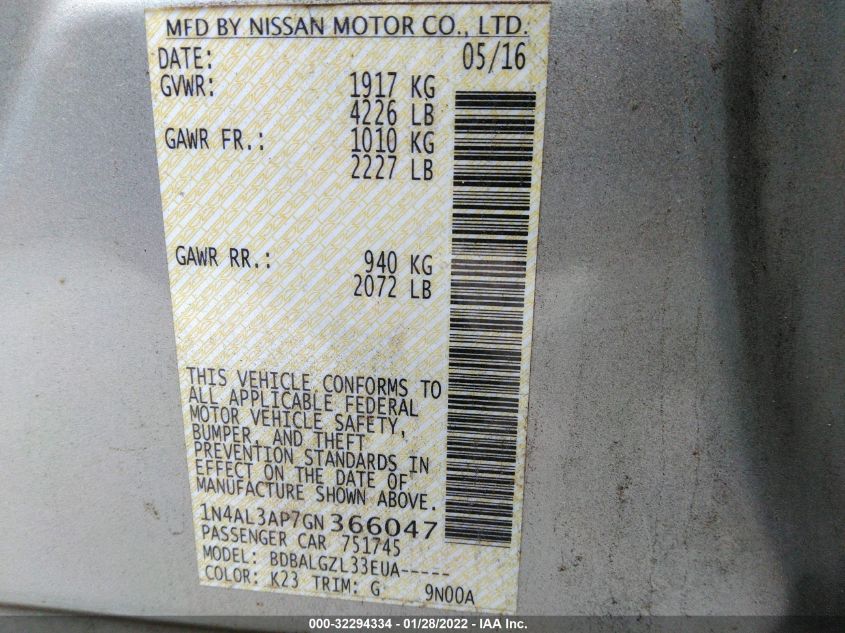 MFD BY NISSAN MOTOR CO., LTD.
DATE: 05/16
GVWR: 1917 KG
4226 LB
GAWR FR.: 1010 KG
2227 LB
GAWR RR.: 940 KG
2072 LB
THIS VEHICLE CONFORMS TO
ALL APPLICABLE FEDERAL
MOTOR VEHICLE SAFETY,
BUMPER, AND THEFT
PREVENTION STANDARDS IN
EFFECT ON THE DATE OF
MANUFACTURE SHOWN ABOVE.
1N4AL3AP7GN366047
PASSENGER CAR 751745
MODEL: BDBALGZL33EUA-----
COLOR: K23 TRIM: G 9N00A
000-32294334 - 01/28/2022 - IAA Inc.